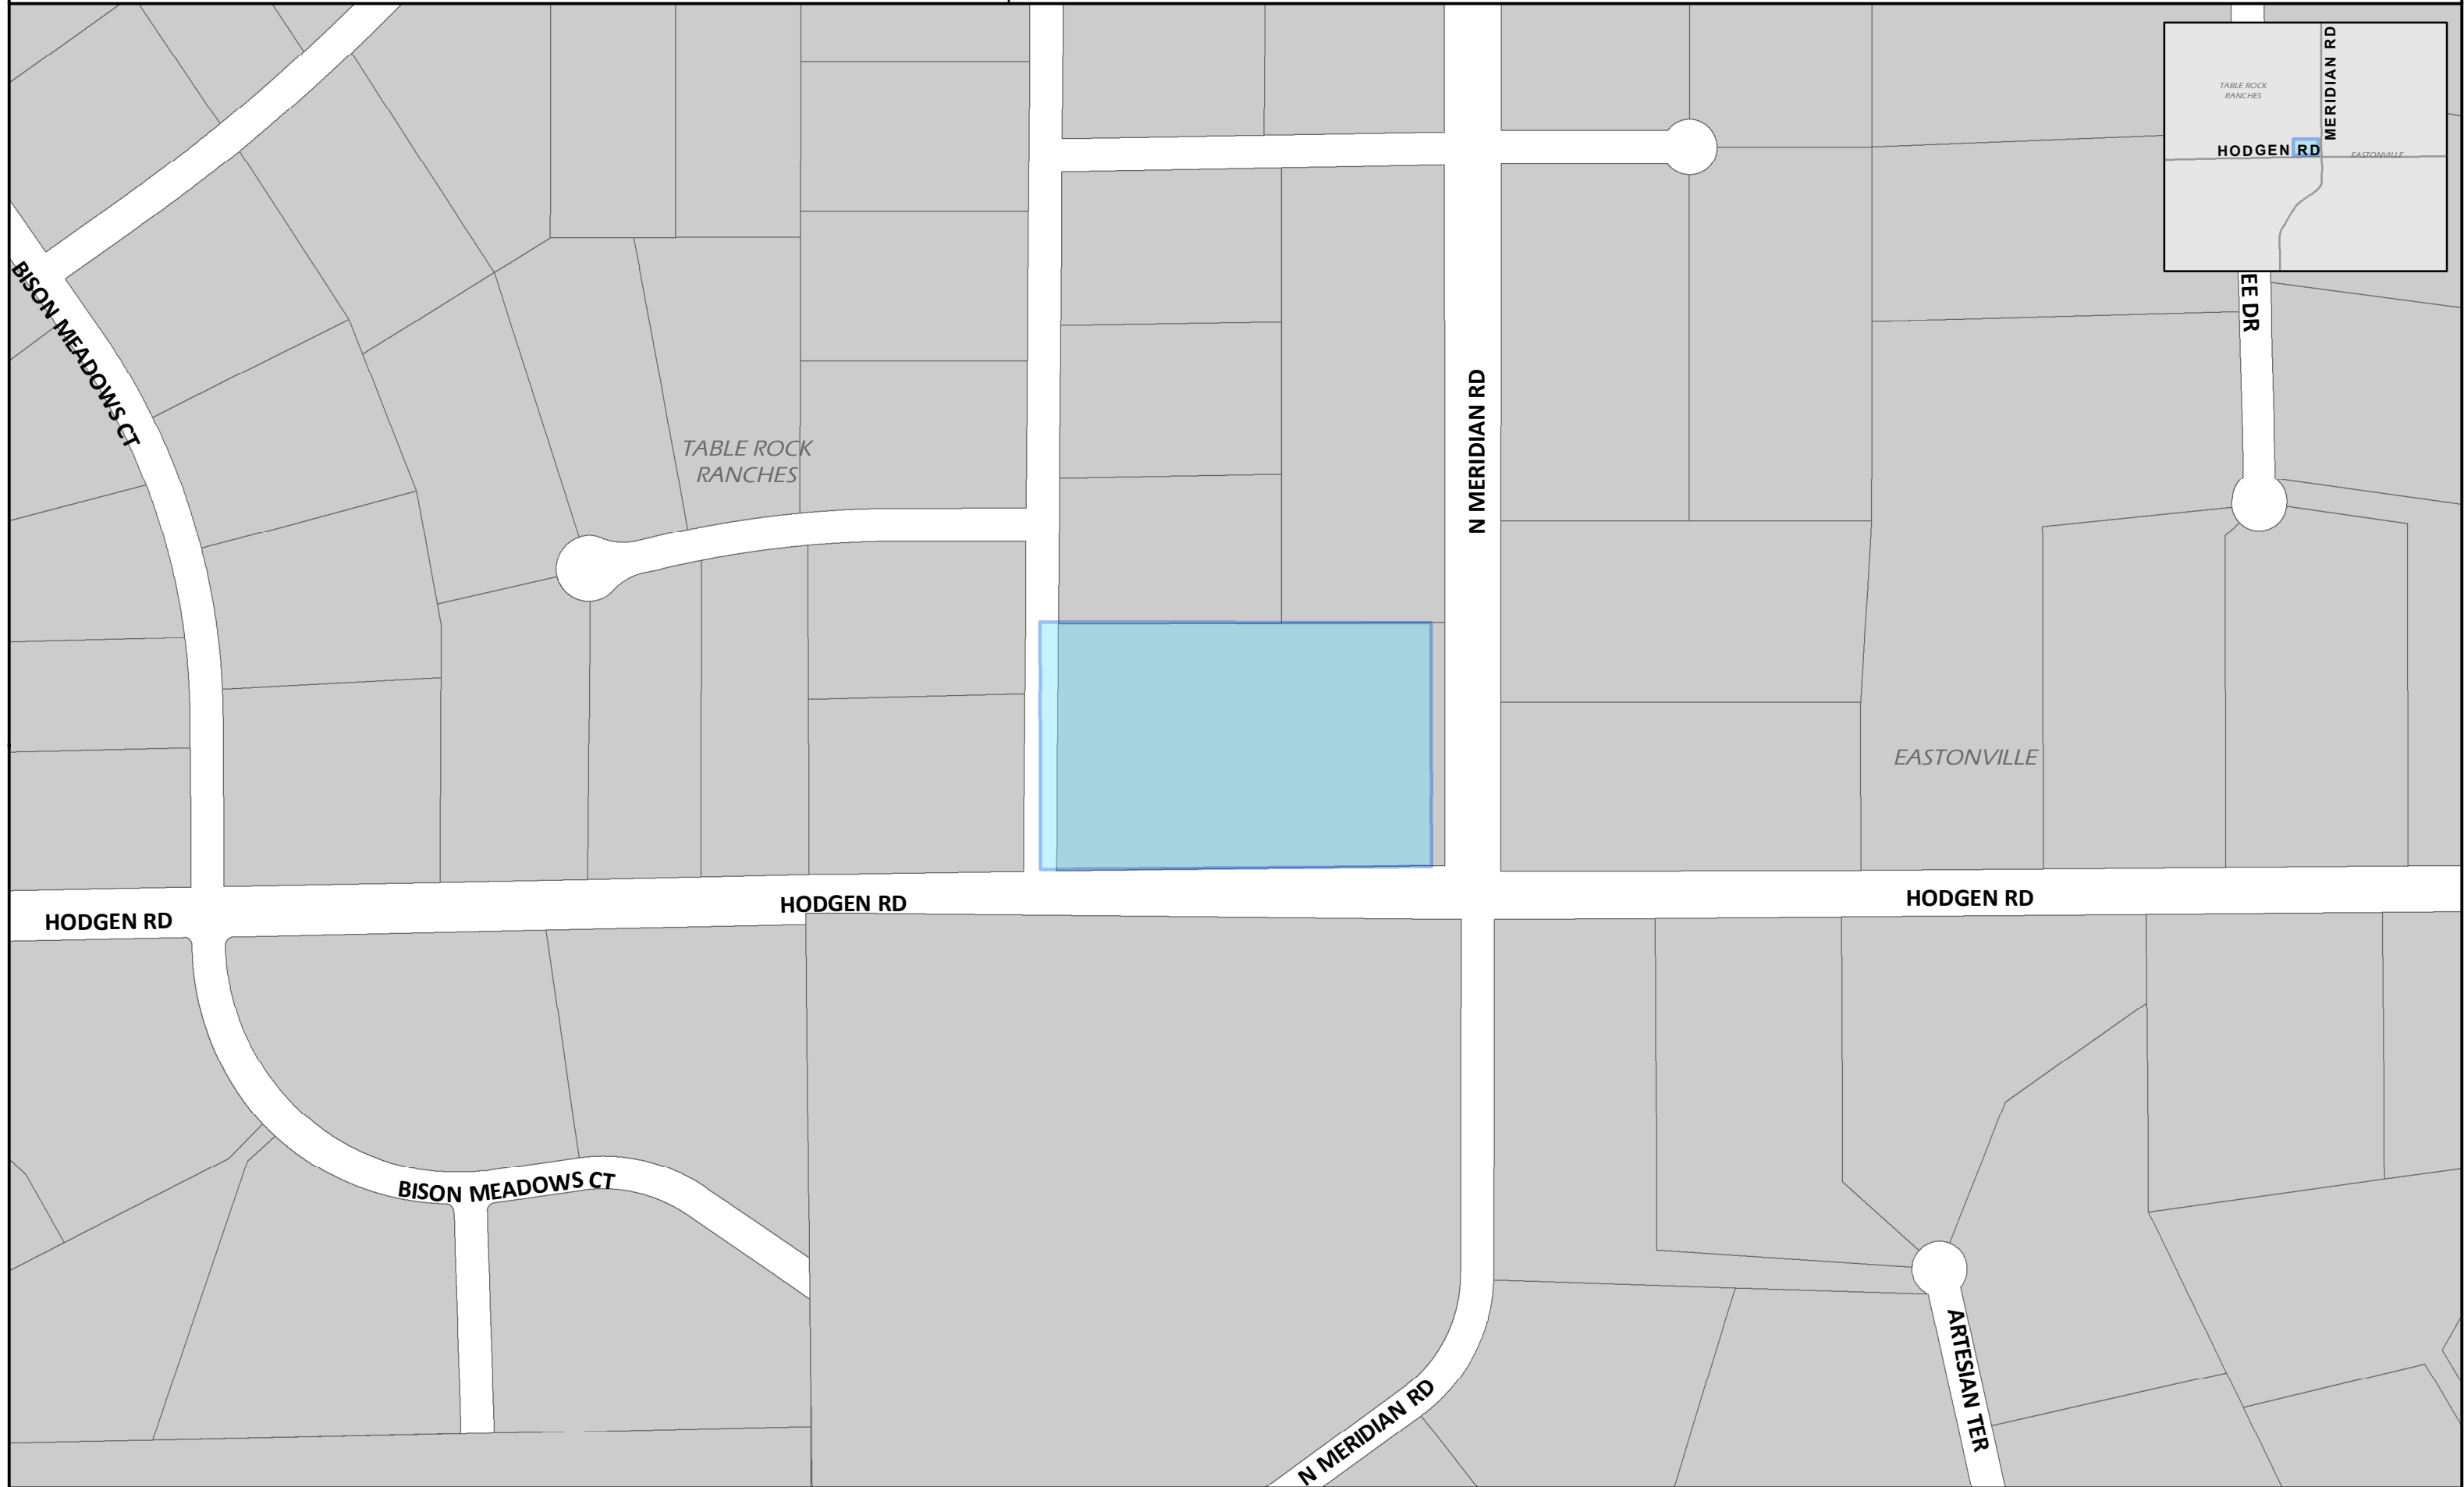 MERIDIAN RD
TABLE ROCK
RANCHES
HODGEN RD
EASTONVILLE
BISON MEADOWS CT
EE DR
N MERIDIAN RD
TABLE ROCK
RANCHES
EASTONVILLE
HODGEN RD
HODGEN RD
HODGEN RD
BISON MEADOWS CT
ARTESIAN TER
N MERIDIAN RD